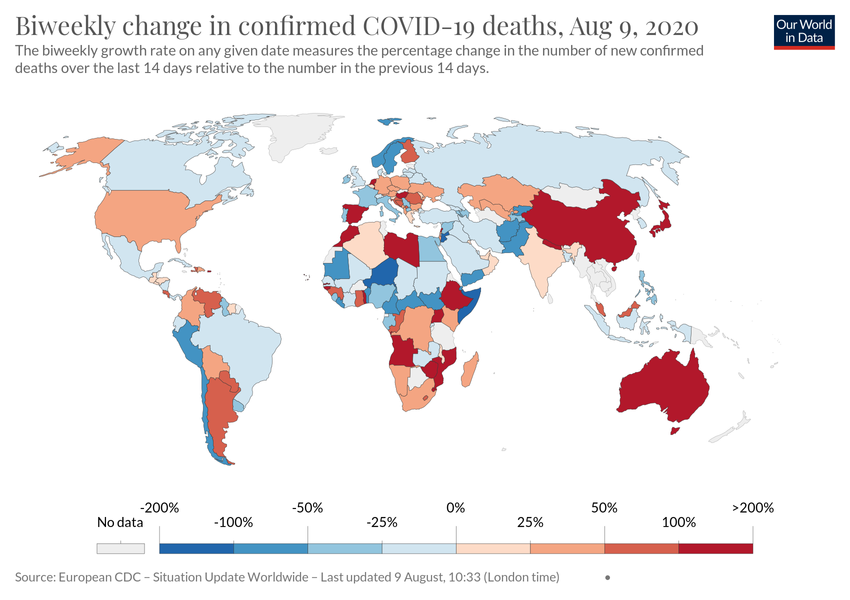 Biweekly change in confirmed COVID-19 deaths, Aug 9, 2020
Our World
in Data
The biweekly growth rate on any given date measures the percentage change in the number of new confirmed
deaths over the last 14 days relative to the number in the previous 14 days.
-200% -50% 0% 50% >200%
No data -100% -25% 25% 100%
Source: European CDC – Situation Update Worldwide – Last updated 9 August, 10:33 (London time) •